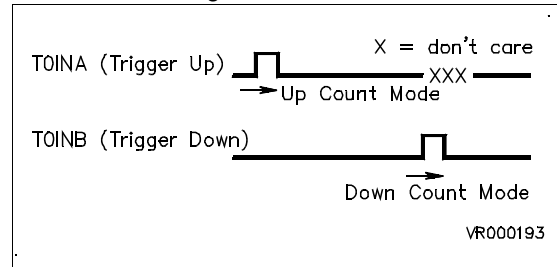 X = don't care
T0INA (Trigger Up)
XXX
Up Count Mode
T0INB (Trigger Down)
Down Count Mode
VR000193